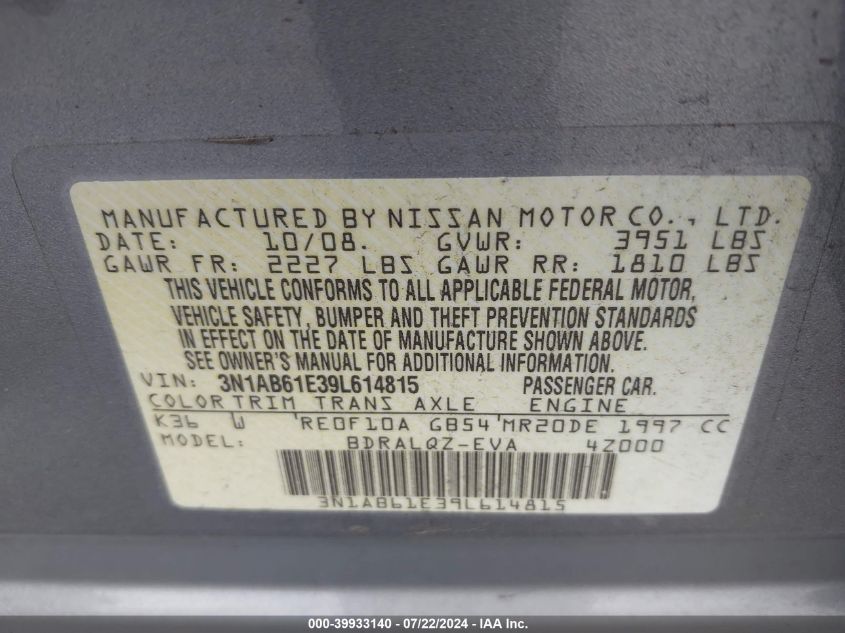 MANUFACTURED BY NISSAN MOTOR CO., LTD.
DATE: 10/08. GVWR: 3951 LBS
GAWR FR: 2227 LBS GAWR RR: 1810 LBS
THIS VEHICLE CONFORMS TO ALL APPLICABLE FEDERAL MOTOR,
VEHICLE SAFETY, BUMPER AND THEFT PREVENTION STANDARDS
IN EFFECT ON THE DATE OF MANUFACTURE SHOWN ABOVE.
SEE OWNER'S MANUAL FOR ADDITIONAL INFORMATION.
VIN: 3N1AB61E39L614815 PASSENGER CAR.
COLOR TRIM TRANS AXLE ENGINE
K36 W RE0F10A GB54 MR20DE 1997 CC
MODEL: BDRALQZ-EVA 4Z000
3N1AB61E39L614815
000-39933140 - 07/22/2024 - IAA Inc.